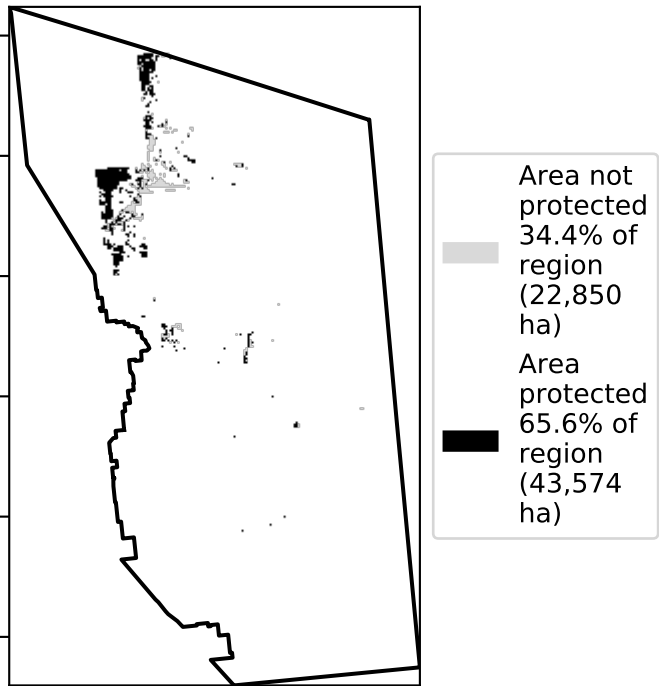 Area not
protected
34.4% of
region
(22,850
ha)
Area
protected
65.6% of
region
(43,574
ha)